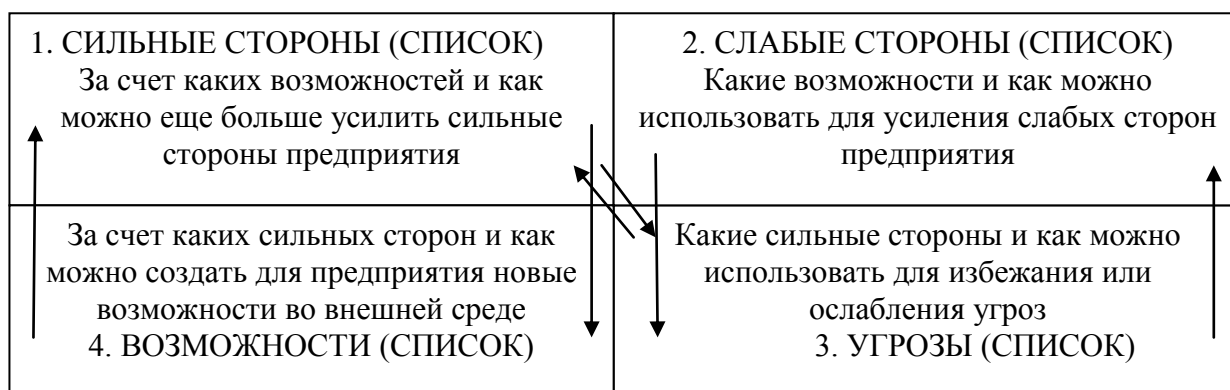 1. СИЛЬНЫЕ СТОРОНЫ (СПИСОК)
За счет каких возможностей и как
можно еще больше усилить сильные
стороны предприятия
2. СЛАБЫЕ СТОРОНЫ (СПИСОК)
Какие возможности и как можно
использовать для усиления слабых сторон
предприятия
За счет каких сильных сторон и как
можно создать для предприятия новые
возможности во внешней среде
4. ВОЗМОЖНОСТИ (СПИСОК)
Какие сильные стороны и как можно
использовать для избежания или
ослабления угроз
3. УГРОЗЫ (СПИСОК)